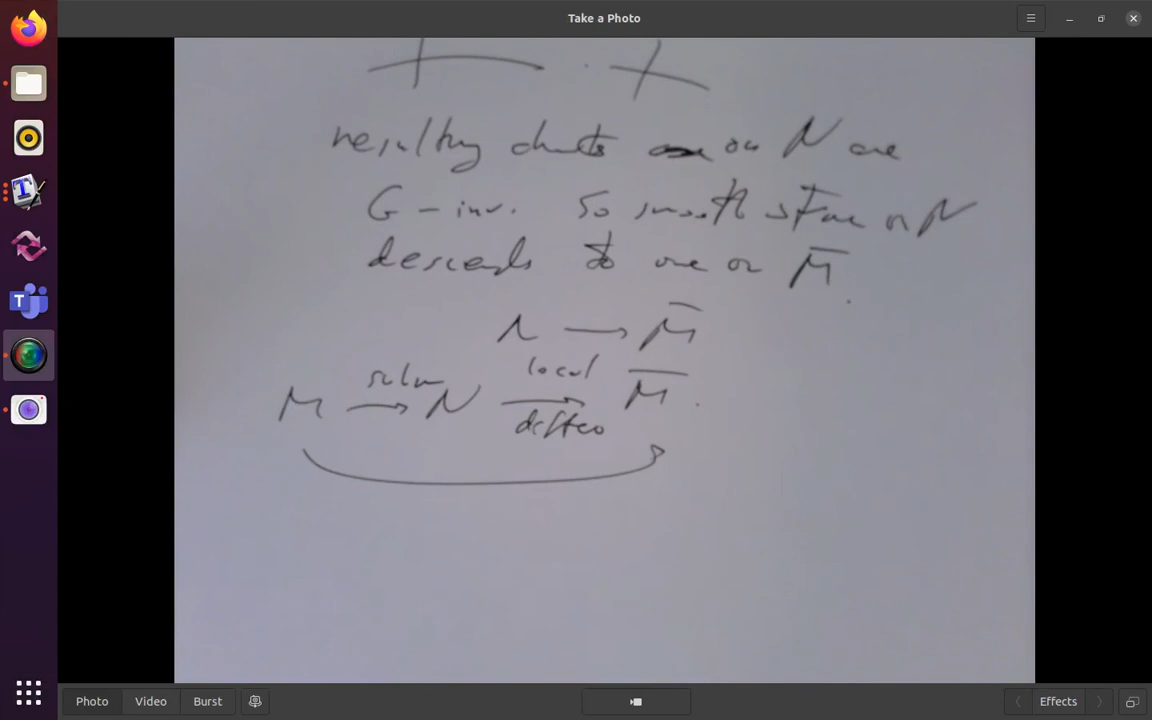 Take a Photo
resulting charts on N are
G-inv. So smooth struc on N
descends to one on M̅.
N → M̅
M subm→ N local diffeo→ M̅.
Photo Video Burst Effects